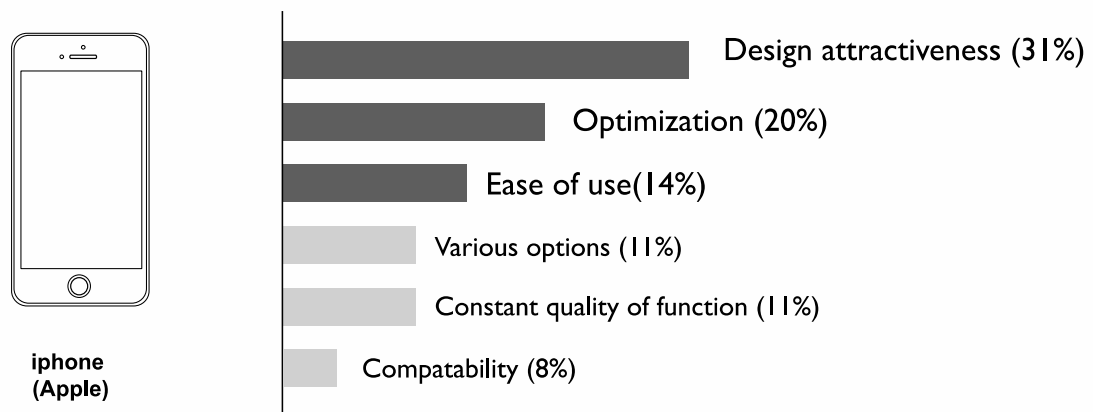 Design attractiveness (31%)
Optimization (20%)
Ease of use(14%)
Various options (11%)
Constant quality of function (11%)
Compatability (8%)
iphone
(Apple)